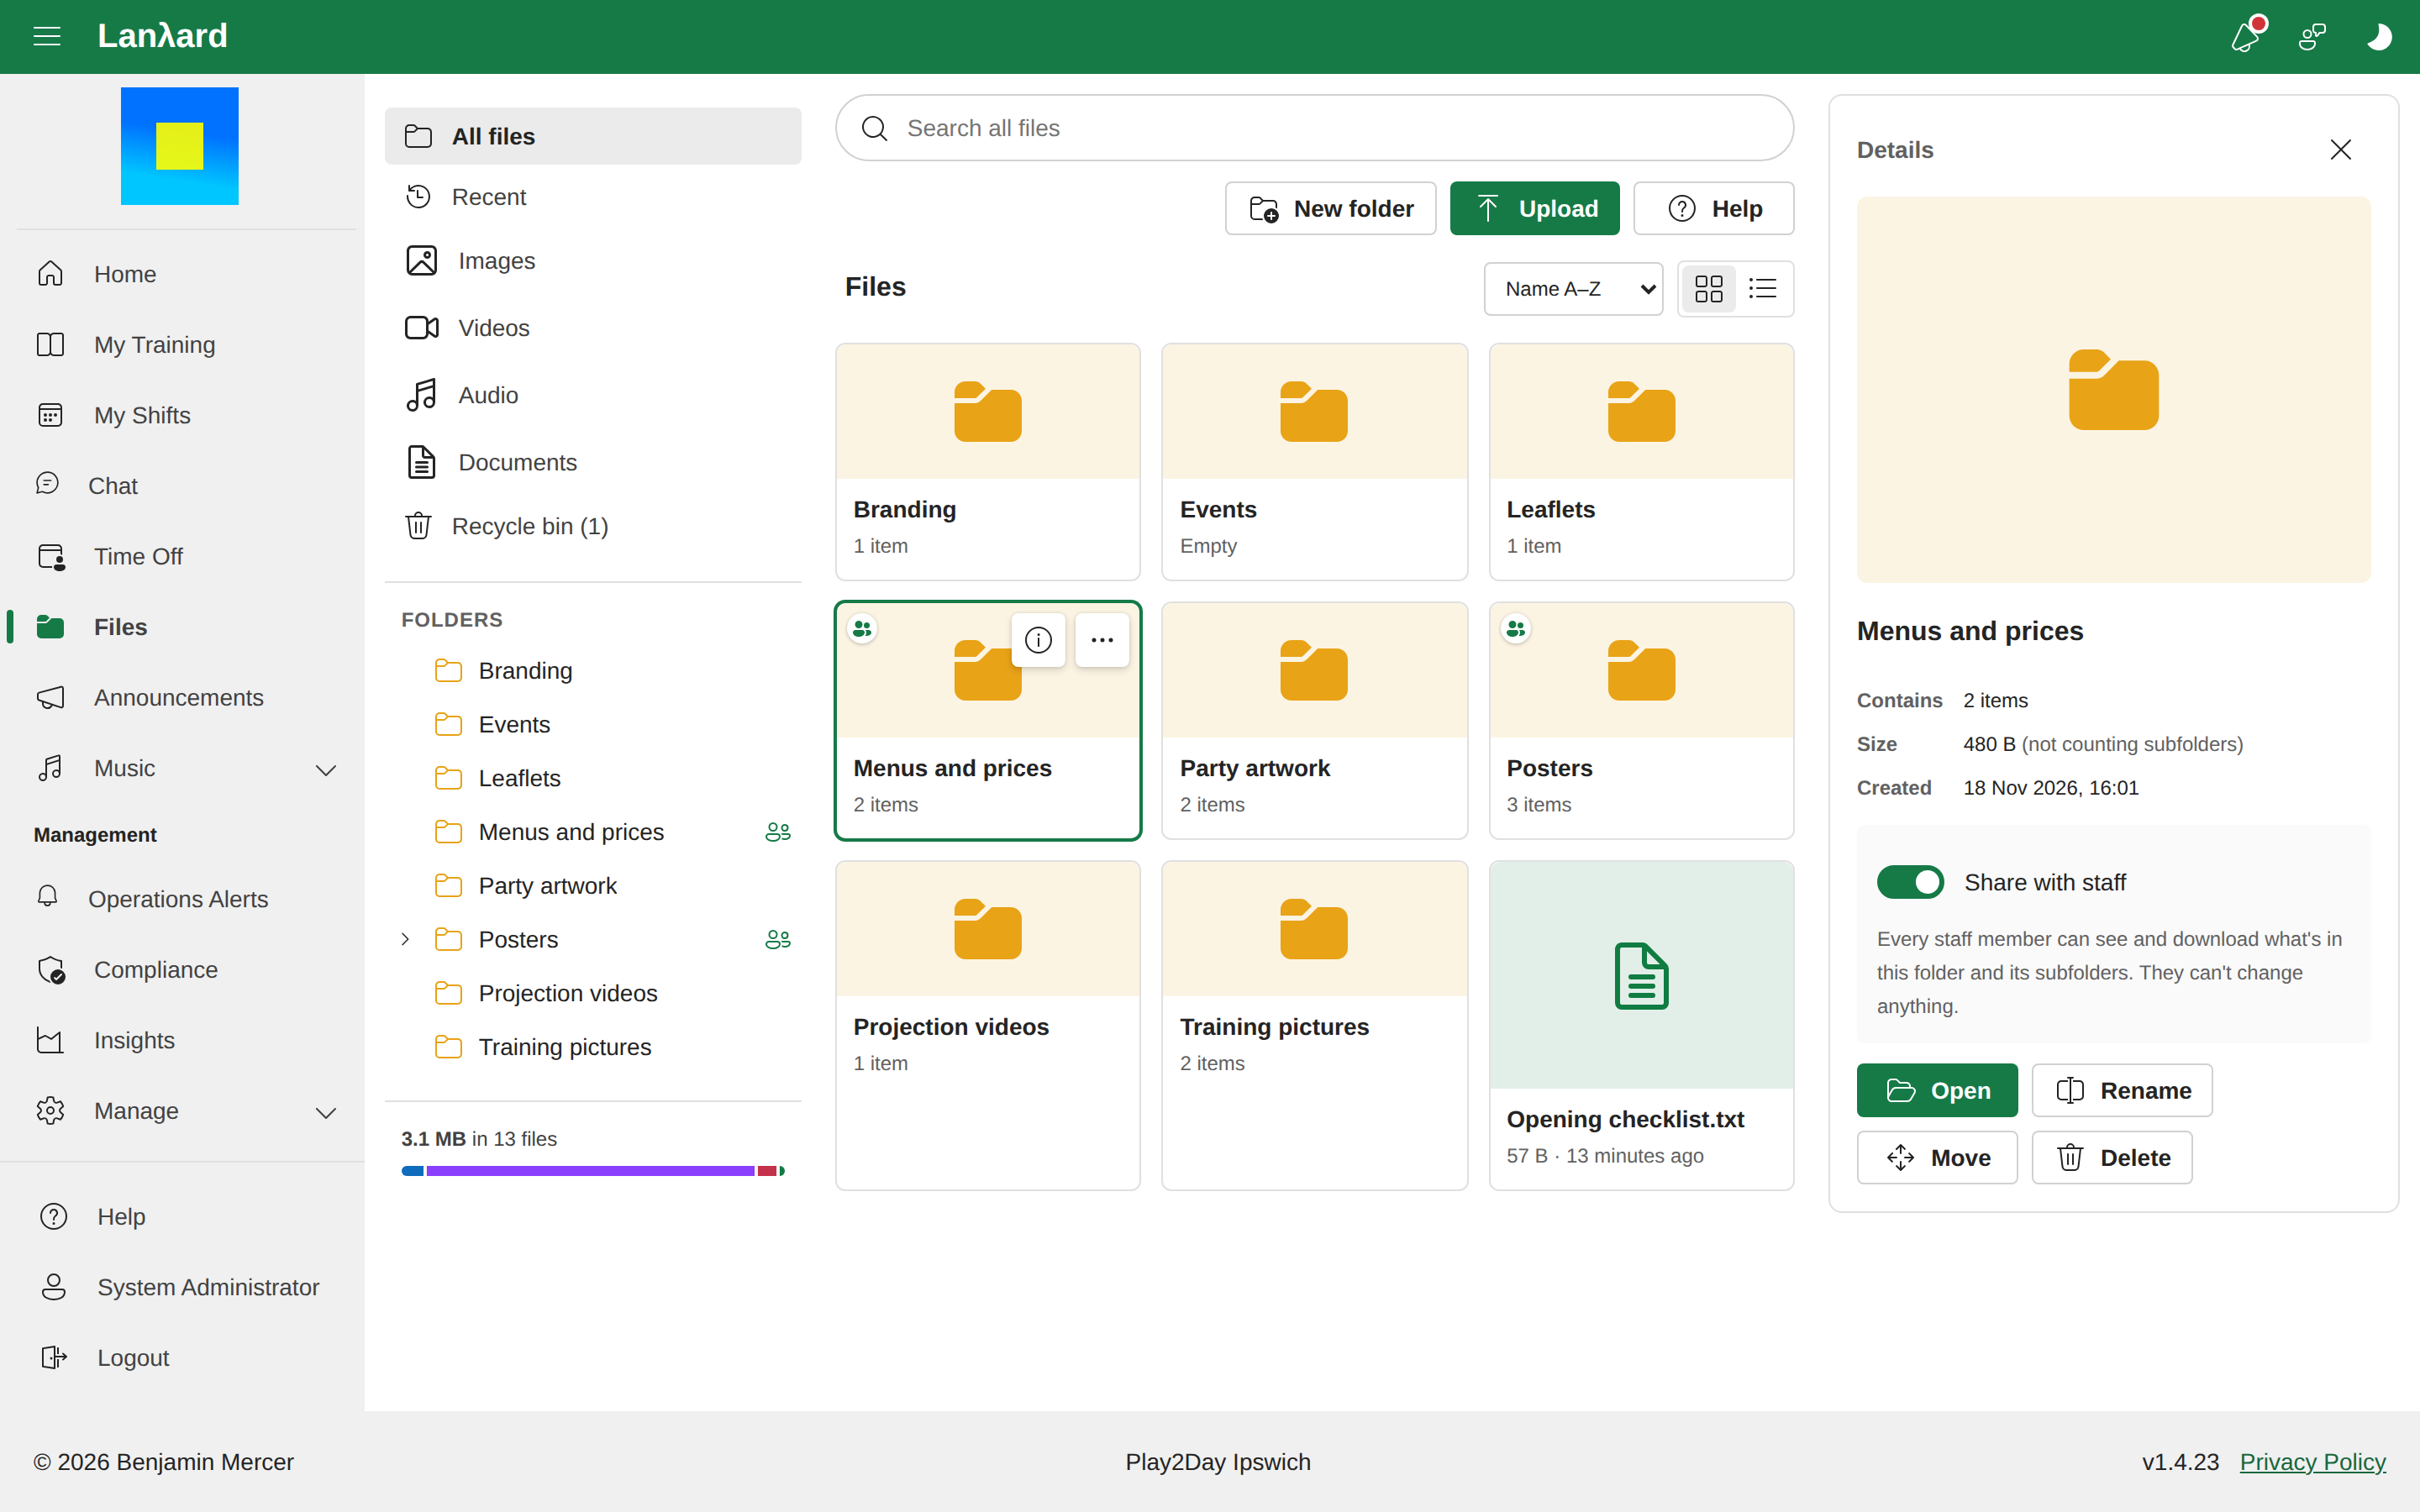 Lanλard
Home
My Training
My Shifts
Chat
Time Off
Files
Announcements
Music
Management
Operations Alerts
Compliance
Insights
Manage
Help
System Administrator
Logout
All files
Recent
Images
Videos
Audio
Documents
Recycle bin (1)
FOLDERS
Branding
Events
Leaflets
Menus and prices
Party artwork
Posters
Projection videos
Training pictures
3.1 MB in 13 files
Search all files
New folder
Upload
Help
Files
Name A–Z
Branding
1 item
Events
Empty
Leaflets
1 item
Menus and prices
2 items
Party artwork
2 items
Posters
3 items
Projection videos
1 item
Training pictures
2 items
Opening checklist.txt
57 B · 13 minutes ago
Details
Menus and prices
Contains 2 items
Size 480 B (not counting subfolders)
Created 18 Nov 2026, 16:01
Share with staff
Every staff member can see and download what's in
this folder and its subfolders. They can't change
anything.
Open
Rename
Move
Delete
© 2026 Benjamin Mercer
Play2Day Ipswich
v1.4.23 Privacy Policy